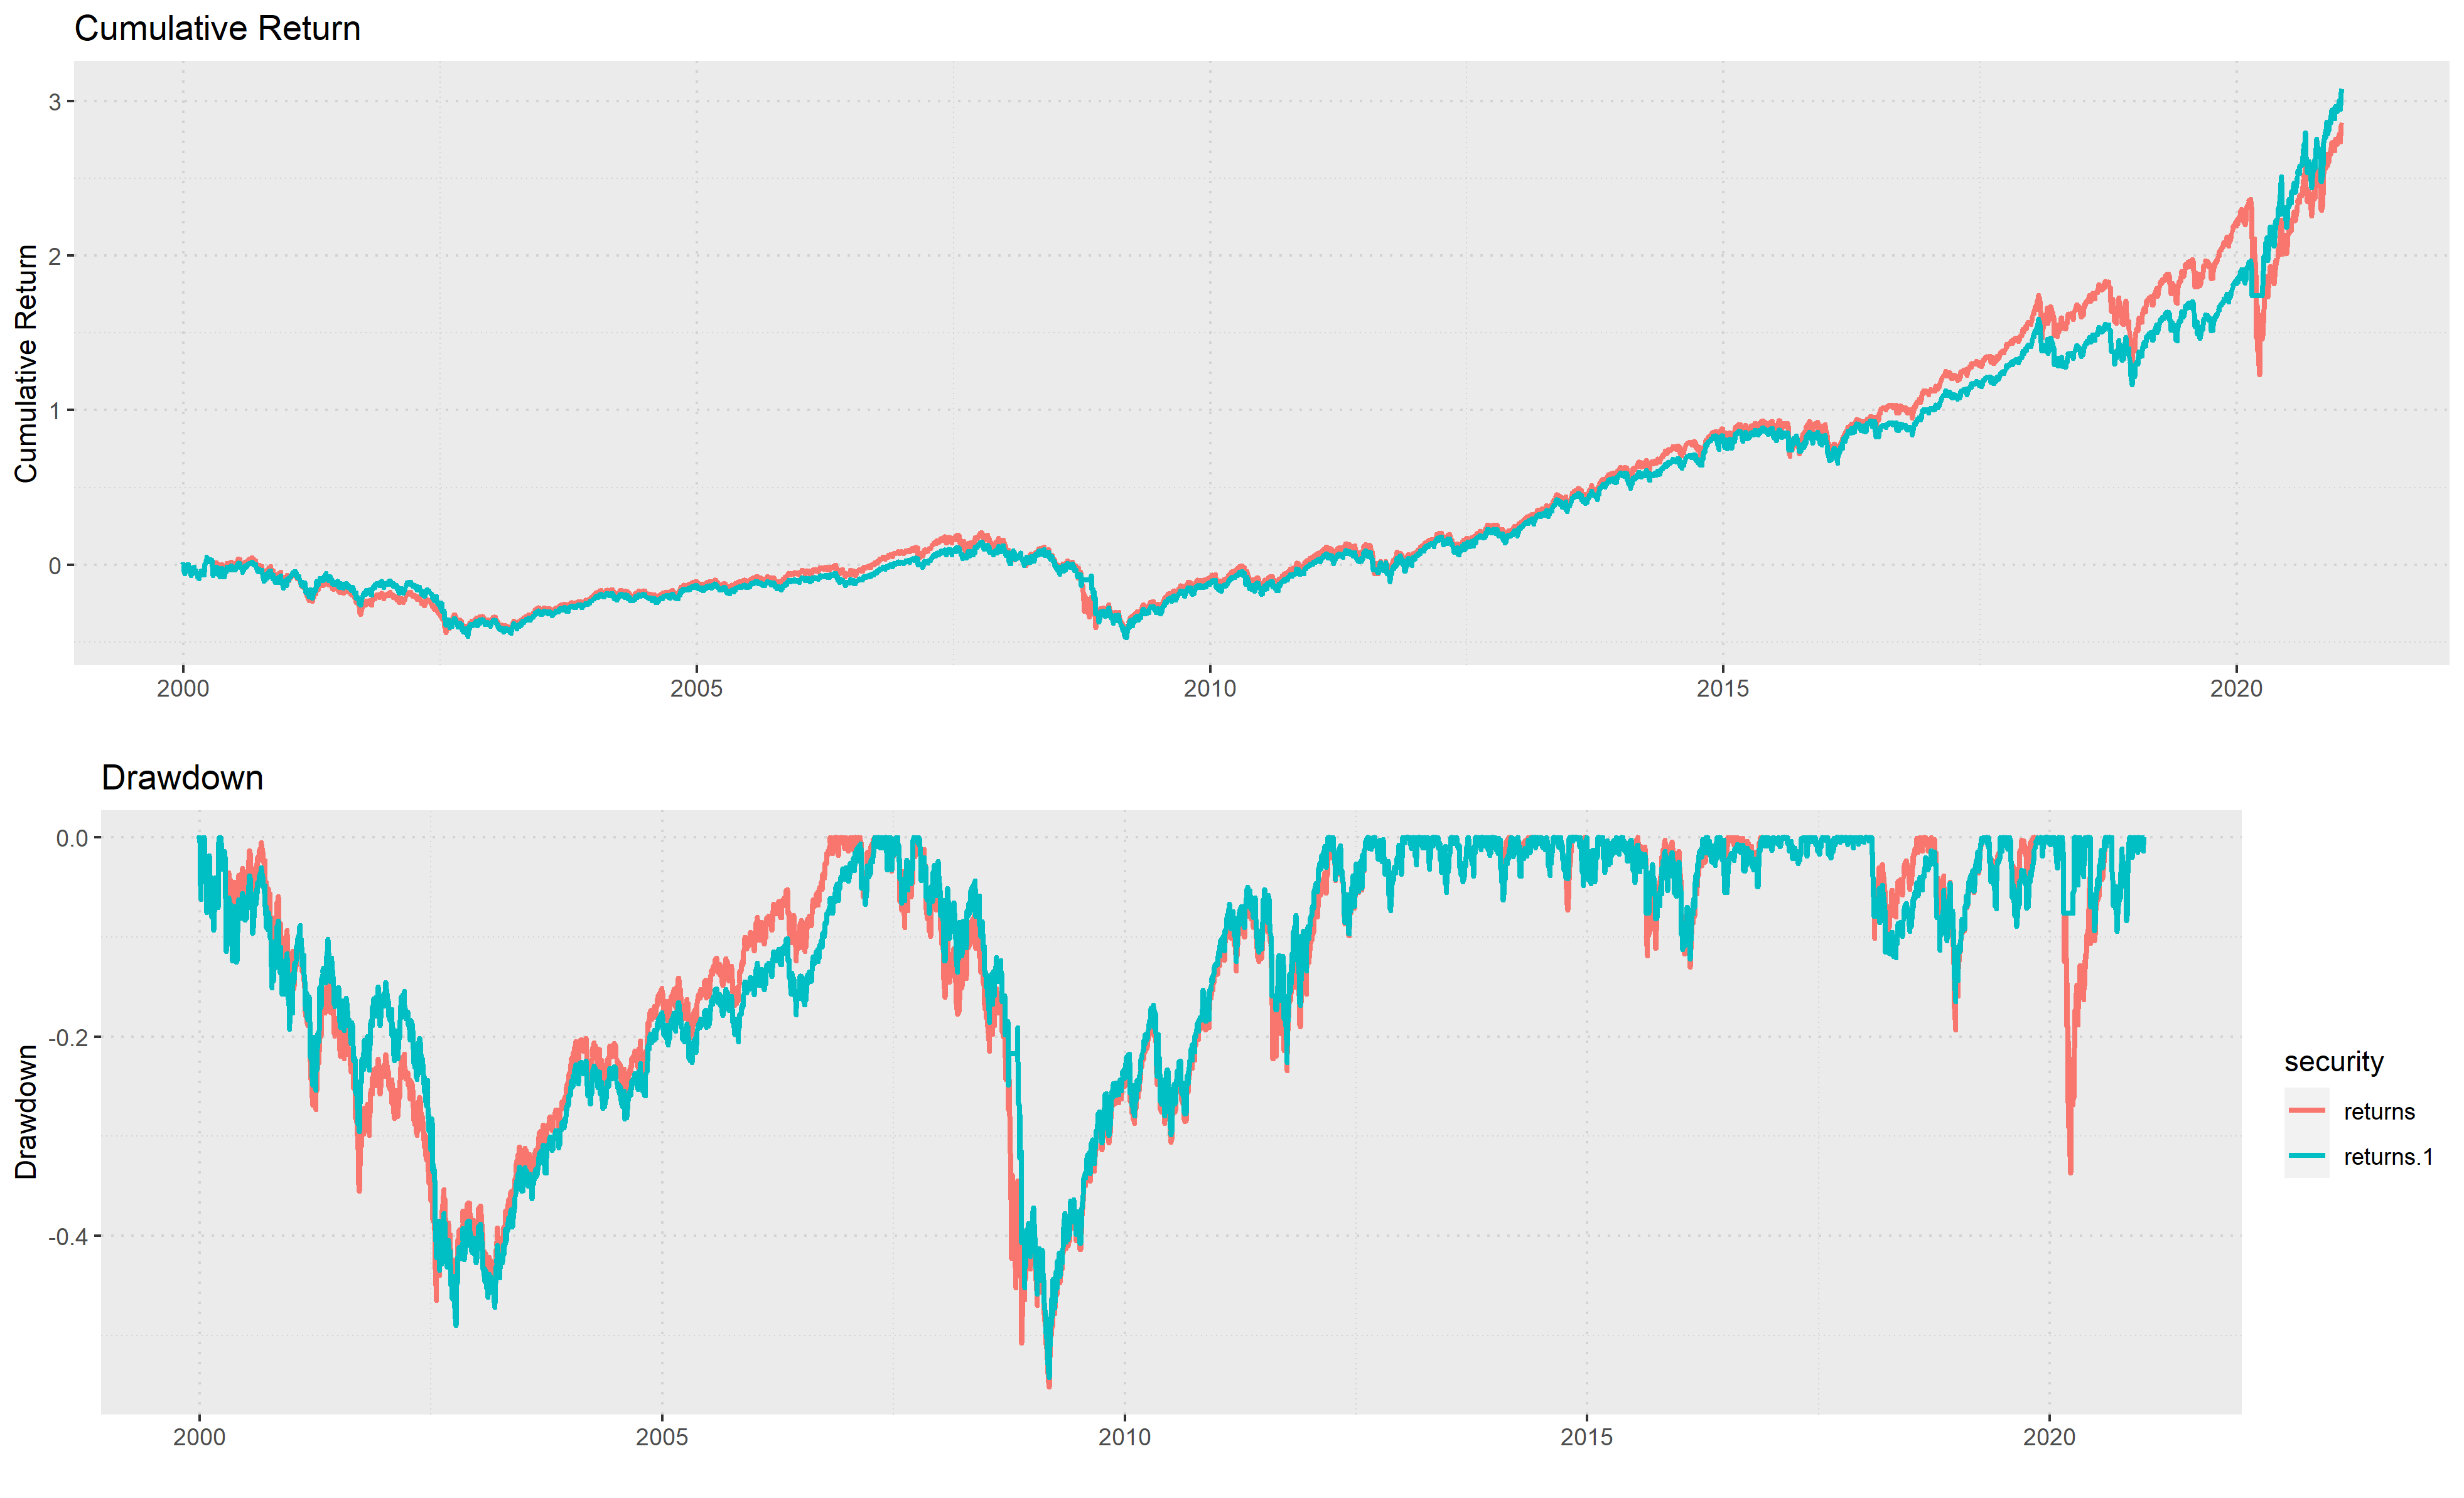 Cumulative Return
Cumulative Return
3
2
1
0
2000 2005 2010 2015 2020
Drawdown
Drawdown
0.0
-0.2
-0.4
2000 2005 2010 2015 2020
security
returns
returns.1